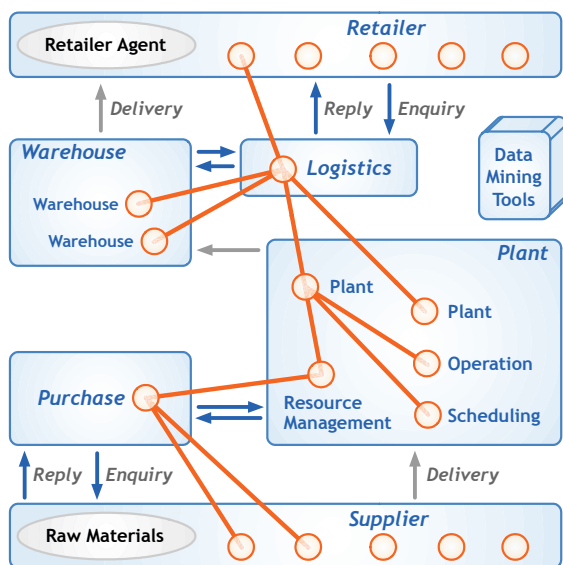 Retailer Agent
Retailer
Delivery
Reply
Enquiry
Warehouse
Logistics
Data
Mining
Tools
Warehouse
Warehouse
Plant
Plant
Plant
Operation
Purchase
Resource
Management
Scheduling
Reply
Enquiry
Delivery
Supplier
Raw Materials